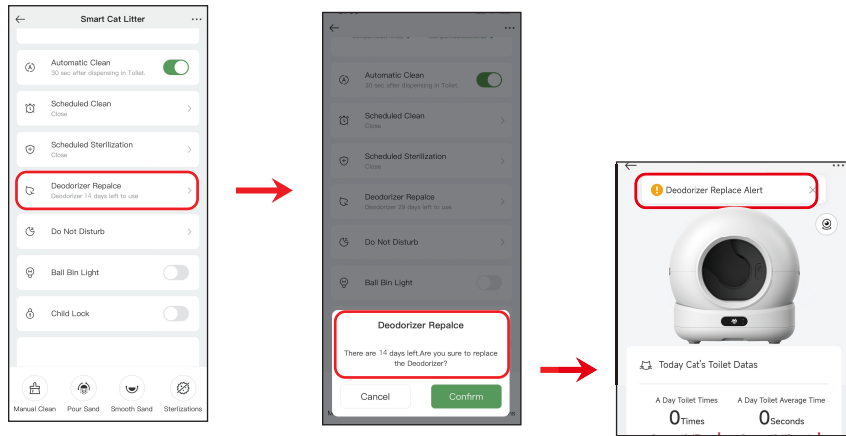 Smart Cat Litter
Automatic Clean
30 sec after dispensing in Toilet.
Scheduled Clean
Close
Scheduled Sterilization
Close
Deodorizer Repalce
Deodorizer 14 days left to use
Do Not Disturb
Ball Bin Light
Child Lock
Manual Clean
Pour Sand
Smooth Sand
Sterlizations
Automatic Clean
30 sec after dispensing in Toilet.
Scheduled Clean
Close
Scheduled Sterilization
Close
Deodorizer Repalce
Deodorizer 28 days left to use
Do Not Disturb
Ball Bin Light
Deodorizer Repalce
There are 14 days left.Are you sure to replace
the Deodorizer?
Cancel
Confirm
Deodorizer Replace Alert
Today Cat's Toilet Datas
A Day Toilet Times
A Day Toilet Average Time
0Times
0Seconds